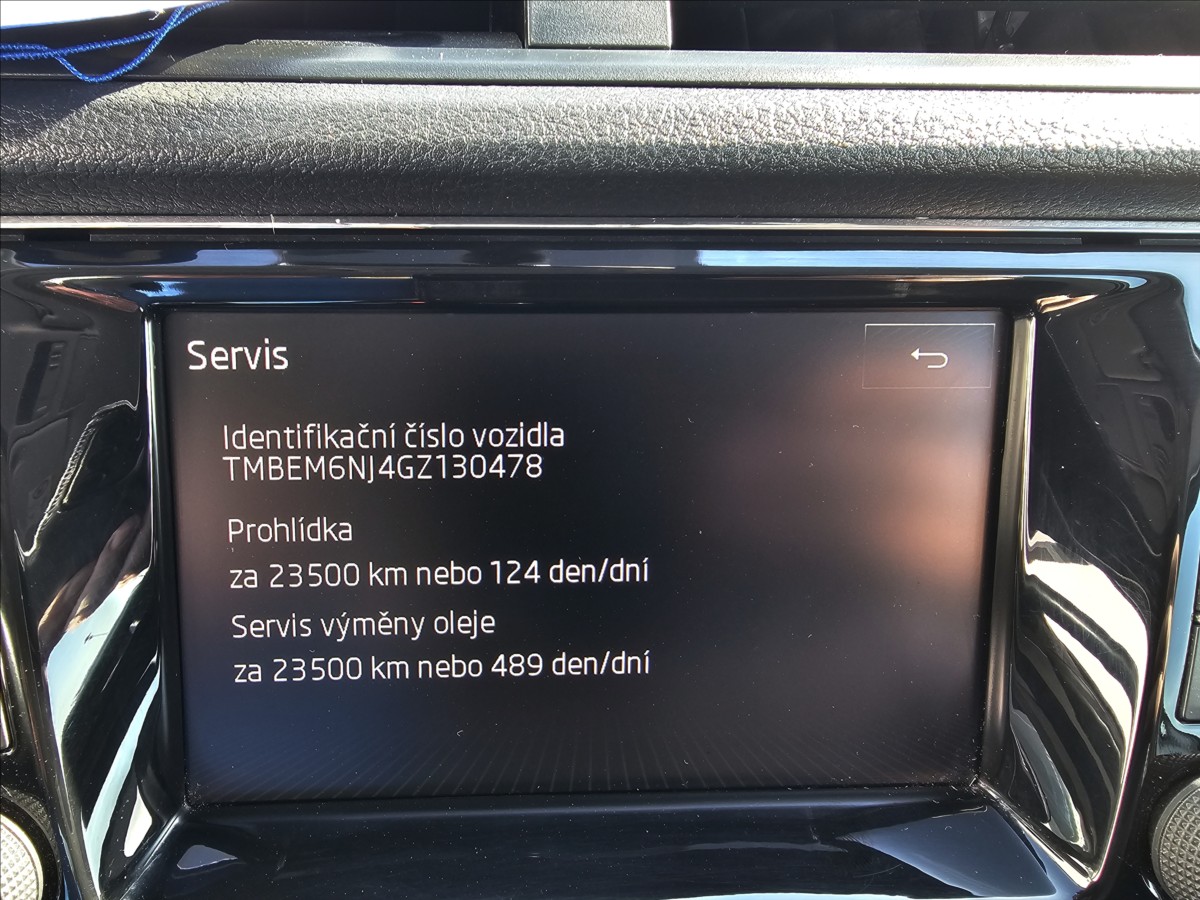 Servis
Identifikační číslo vozidla
TMBEM6NJ4GZ130478
Prohlídka
za 23500 km nebo 124 den/dní
Servis výměny oleje
za 23500 km nebo 489 den/dní